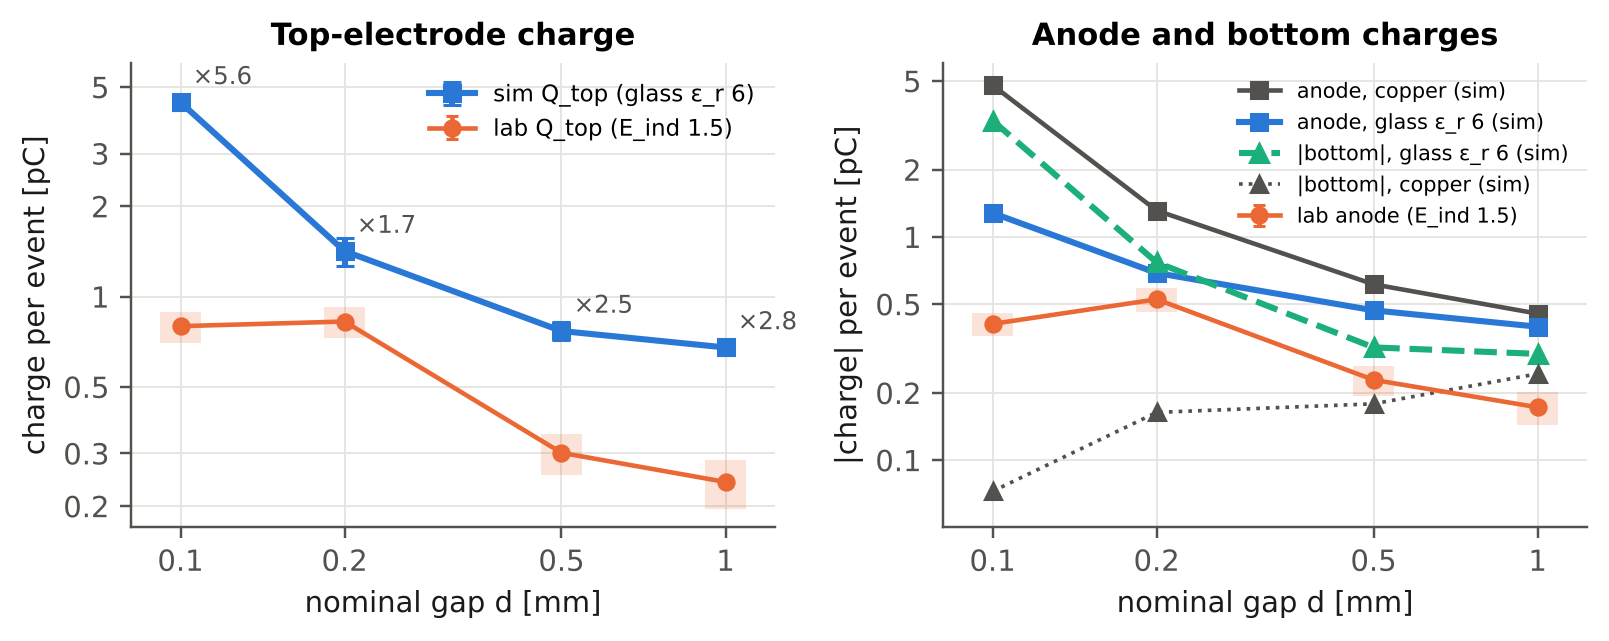 Top-electrode charge
charge per event [pC]
5
3
2
1
0.5
0.3
0.2
×5.6
×1.7
×2.5
×2.8
sim Q_top (glass ε_r 6)
lab Q_top (E_ind 1.5)
0.1
0.2
0.5
1
nominal gap d [mm]
Anode and bottom charges
|charge| per event [pC]
5
2
1
0.5
0.2
0.1
anode, copper (sim)
anode, glass ε_r 6 (sim)
|bottom|, glass ε_r 6 (sim)
|bottom|, copper (sim)
lab anode (E_ind 1.5)
0.1
0.2
0.5
1
nominal gap d [mm]